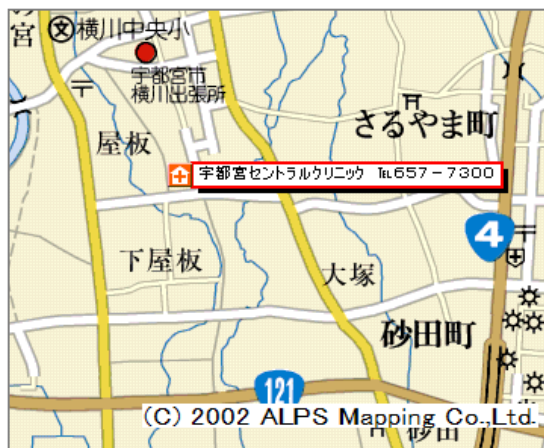 宮
横川中央小
宇都宮市
横川出張所
屋板
さるやま町
宇都宮セントラルクリニック ℡657-7300
4
下屋板
大塚
砂田町
121
(C) 2002 ALPS Mapping Co.,Ltd.
砂田